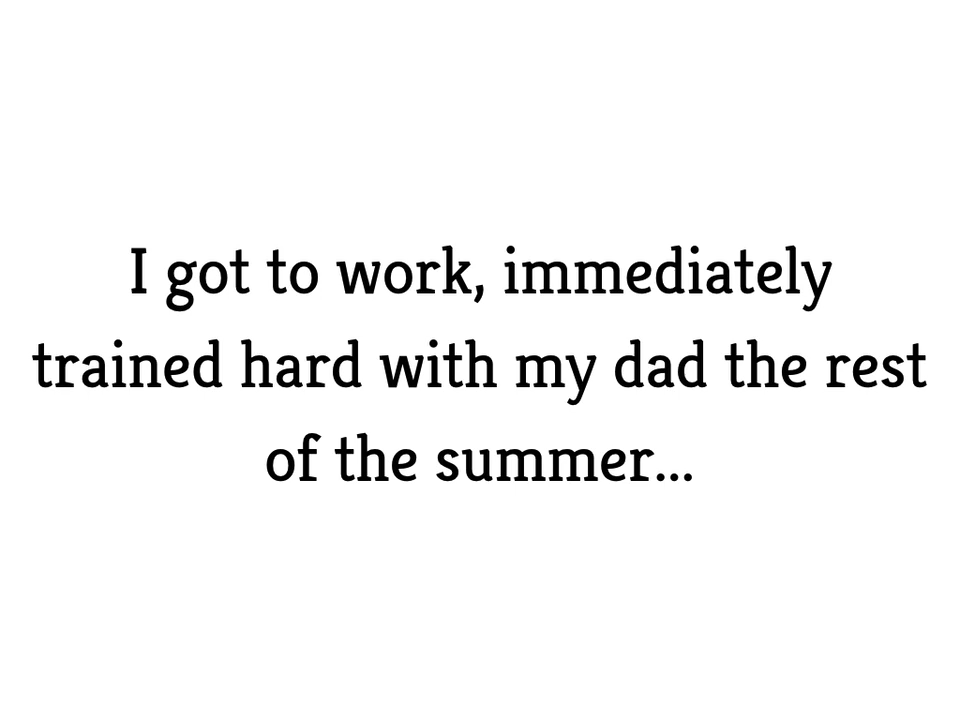 I got to work, immediately
trained hard with my dad the rest
of the summer...